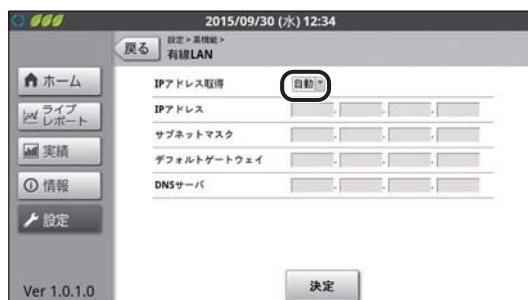 2015/09/30 (水) 12:34
戻る
設定 > 高機能 >
有線LAN
ホーム
ライブ
レポート
実績
情報
設定
Ver 1.0.1.0
IPアドレス取得 自動
IPアドレス . . .
サブネットマスク . . .
デフォルトゲートウェイ . . .
DNSサーバ . . .
決定